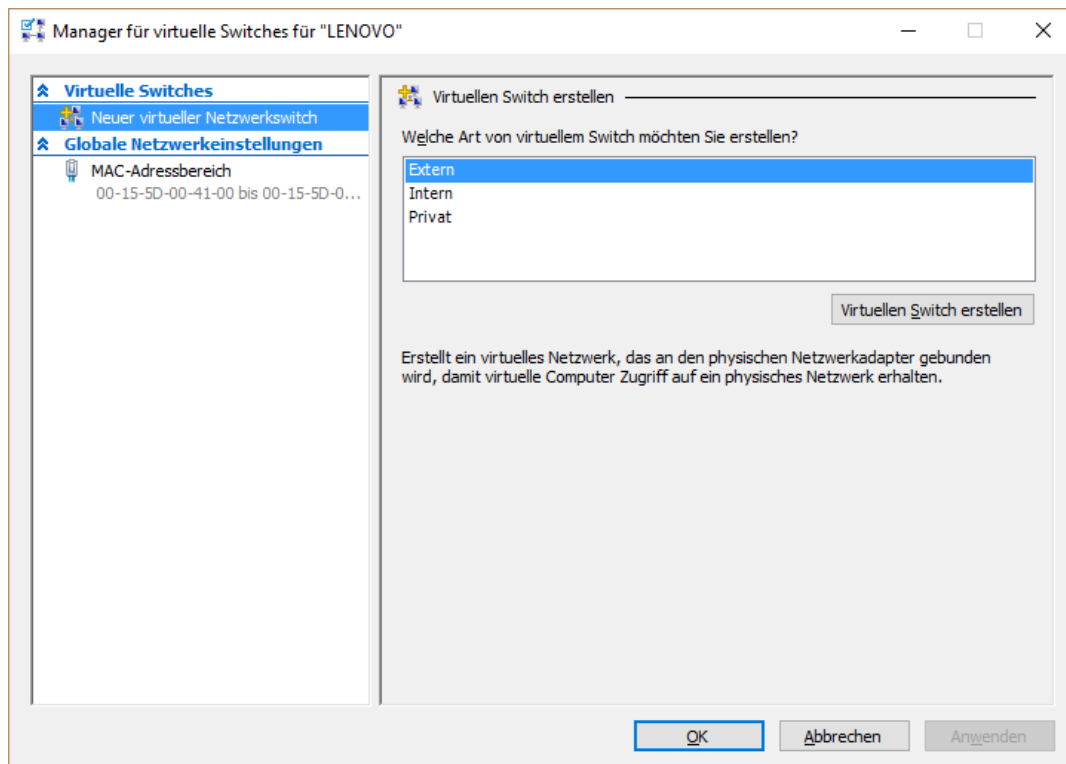 Manager für virtuelle Switches für "LENOVO"
Virtuelle Switches
Neuer virtueller Netzwerkswitch
Globale Netzwerkeinstellungen
MAC-Adressbereich
00-15-5D-00-41-00 bis 00-15-5D-0...
Virtuellen Switch erstellen
Welche Art von virtuellem Switch möchten Sie erstellen?
Extern
Intern
Privat
Virtuellen Switch erstellen
Erstellt ein virtuelles Netzwerk, das an den physischen Netzwerkadapter gebunden
wird, damit virtuelle Computer Zugriff auf ein physisches Netzwerk erhalten.
OK
Abbrechen
Anwenden